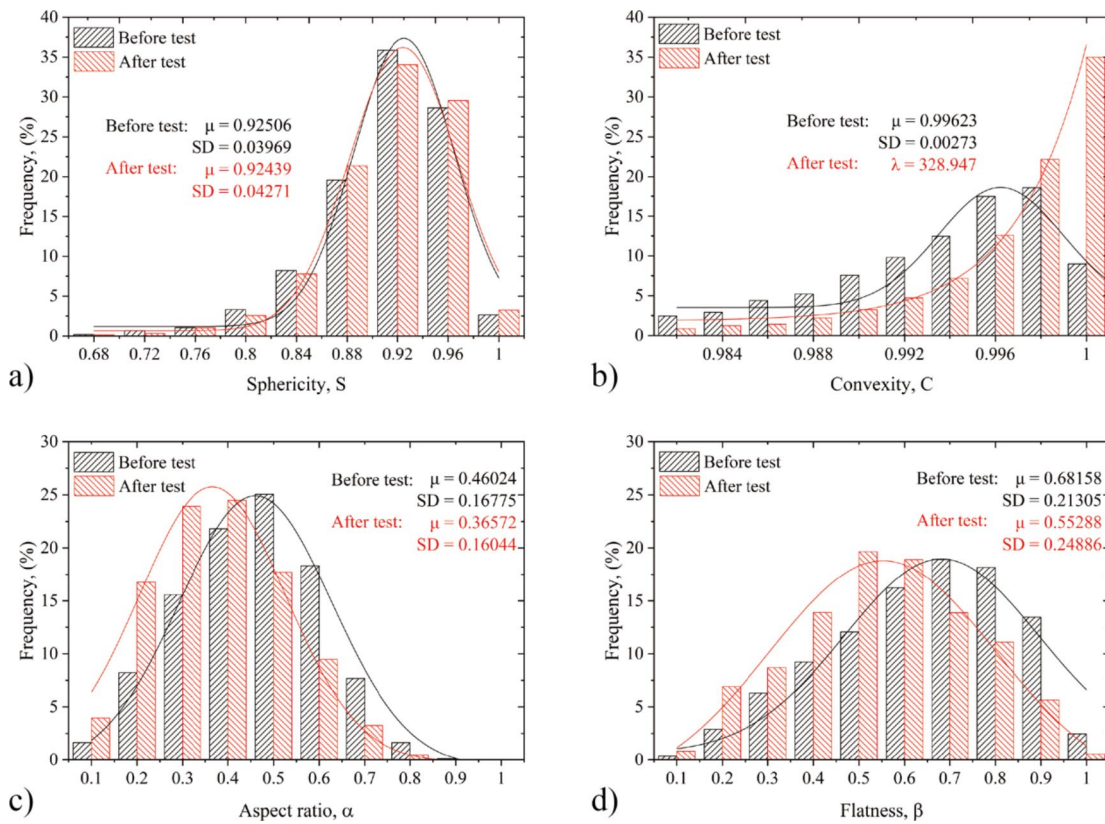 40
35
30
25
20
15
10
5
0
Frequency, (%)
Before test
After test
Before test: μ = 0.92506
SD = 0.03969
After test: μ = 0.92439
SD = 0.04271
0.68 0.72 0.76 0.8 0.84 0.88 0.92 0.96 1
Sphericity, S
a)
40
35
30
25
20
15
10
5
0
Frequency, (%)
Before test
After test
Before test: μ = 0.99623
SD = 0.00273
After test: λ = 328.947
0.984 0.988 0.992 0.996 1
Convexity, C
b)
30
25
20
15
10
5
0
Frequency, (%)
Before test
After test
Before test: μ = 0.46024
SD = 0.16775
After test: μ = 0.36572
SD = 0.16044
0.1 0.2 0.3 0.4 0.5 0.6 0.7 0.8 0.9 1
Aspect ratio, α
c)
30
25
20
15
10
5
0
Frequency, (%)
Before test
After test
Before test: μ = 0.68158
SD = 0.21305
After test: μ = 0.55288
SD = 0.24886
0.1 0.2 0.3 0.4 0.5 0.6 0.7 0.8 0.9 1
Flatness, β
d)